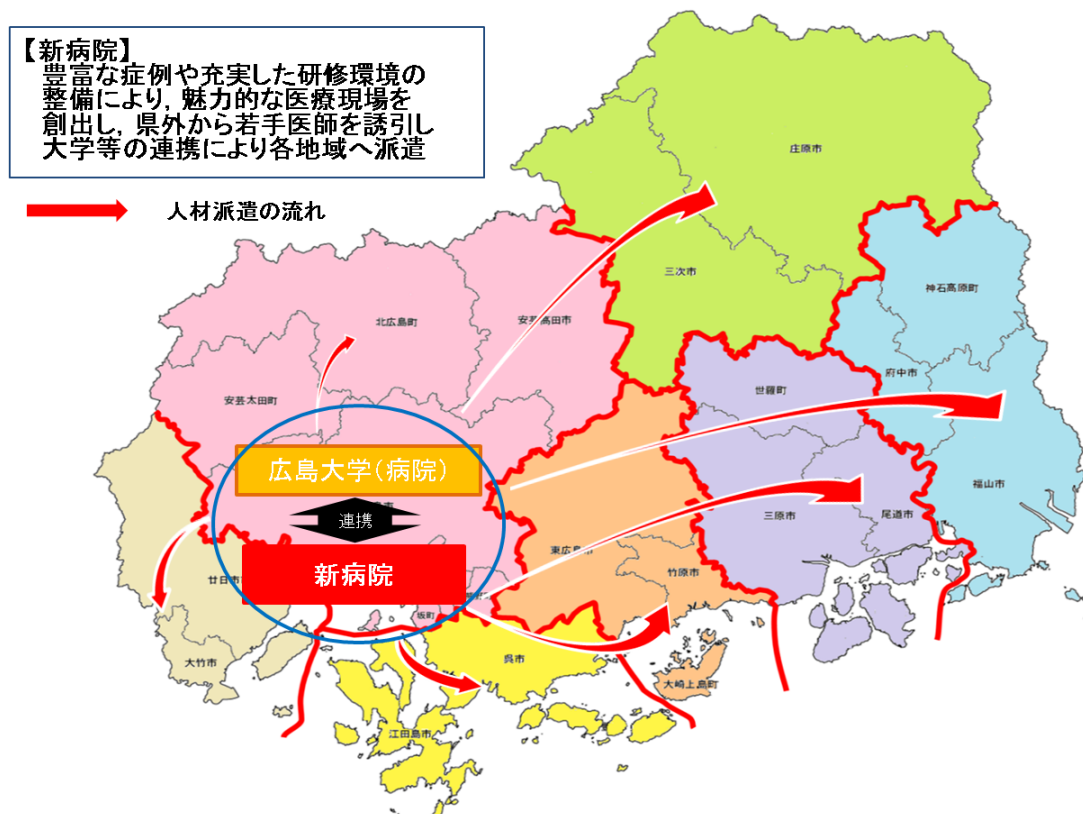 【新病院】
豊富な症例や充実した研修環境の
整備により，魅力的な医療現場を
創出し，県外から若手医師を誘引し
大学等の連携により各地域へ派遣
人材派遣の流れ
庄原市
三次市
神石高原町
北広島町
安芸高田市
府中市
世羅町
安芸太田町
広島大学（病院）
福山市
連携
三原市
尾道市
東広島市
新病院
竹原市
廿日市
坂町
呉市
大竹市
大崎上島町
江田島市